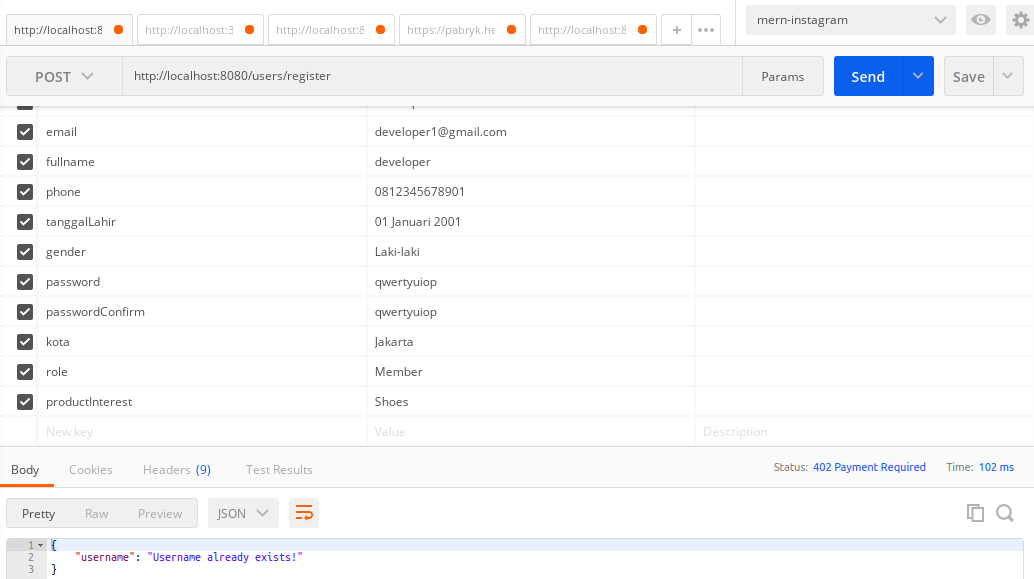 http://localhost:8 http://localhost:3 http://localhost:8 https://pabryk.he http://localhost:8 + ••• mern-instagram
POST http://localhost:8080/users/register Params Send Save
email developer1@gmail.com
fullname developer
phone 0812345678901
tanggalLahir 01 Januari 2001
gender Laki-laki
password qwertyuiop
passwordConfirm qwertyuiop
kota Jakarta
role Member
productInterest Shoes
New key Value Description
Body Cookies Headers (9) Test Results Status: 402 Payment Required Time: 102 ms
Pretty Raw Preview JSON
1 {
2 "username": "Username already exists!"
3 }